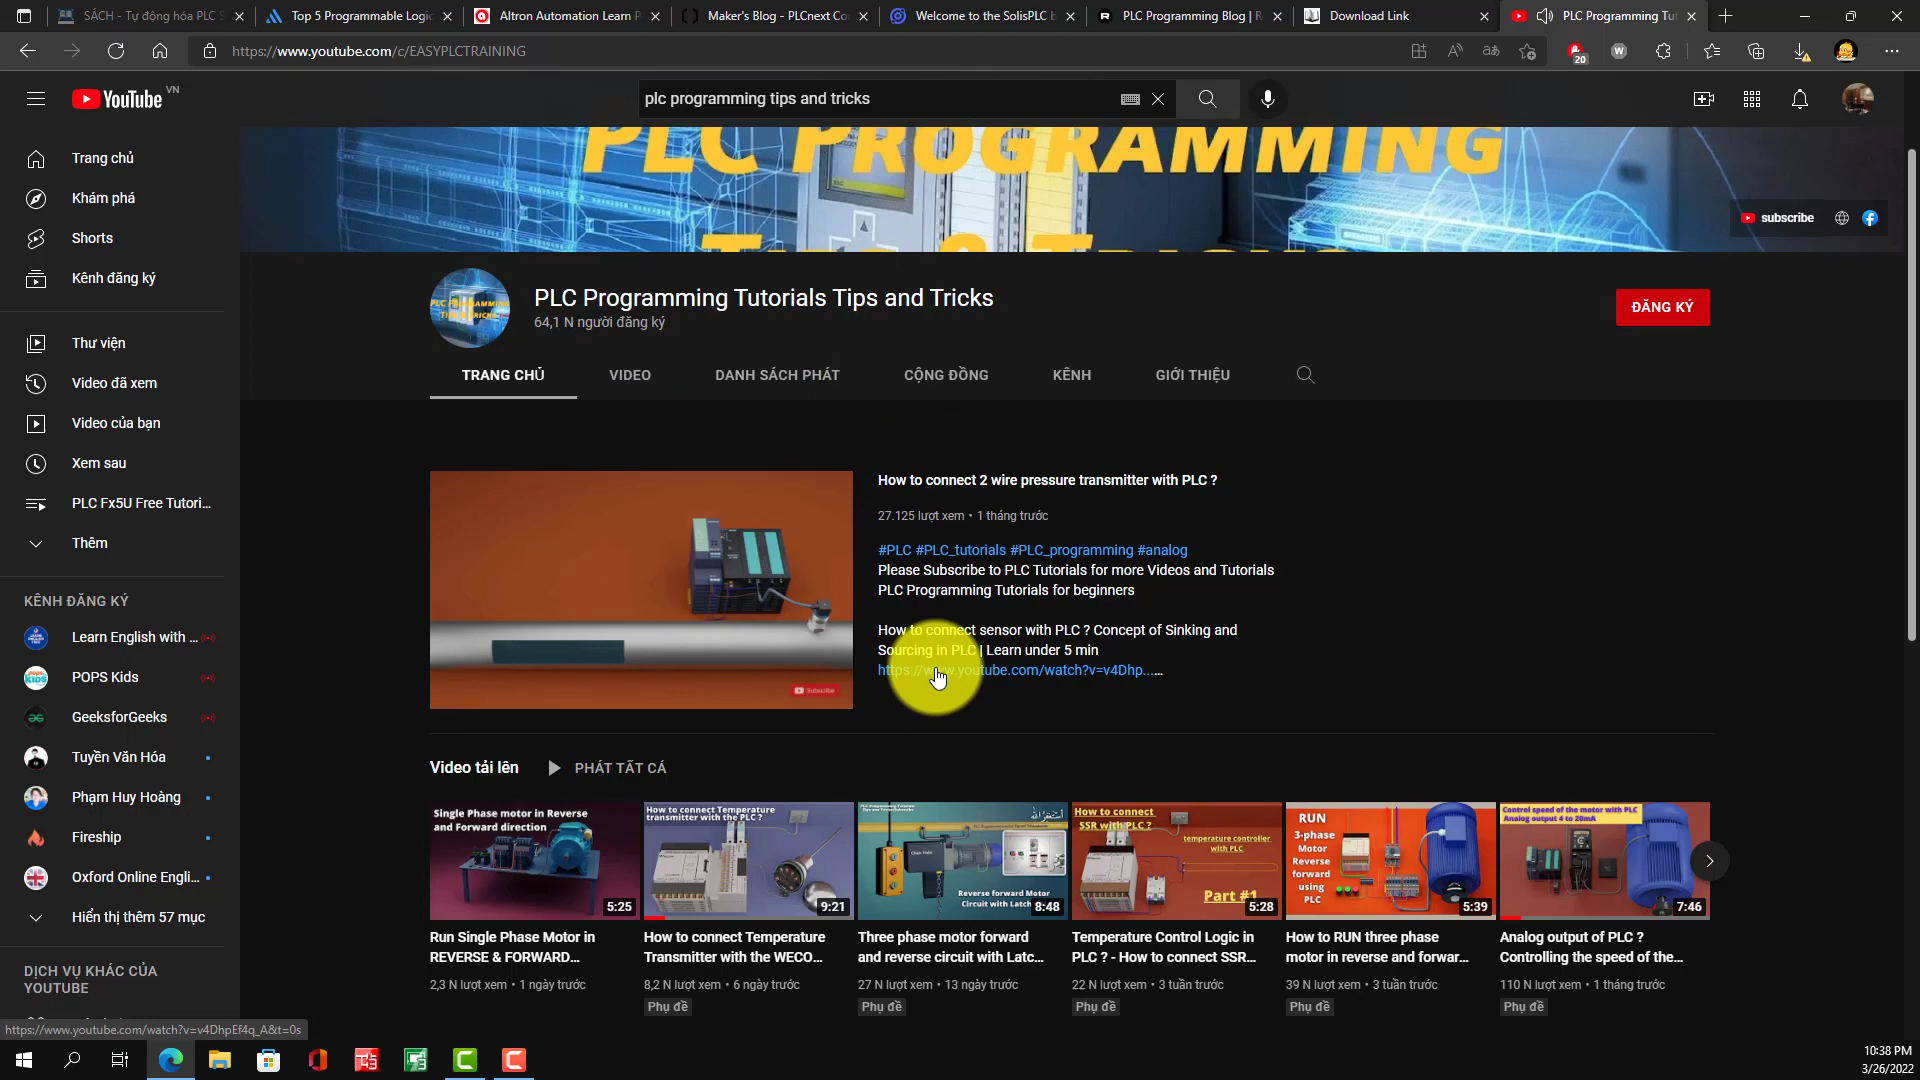 SÁCH - Tự động hóa PLC S
Top 5 Programmable Logic
Altron Automation Learn P
Maker's Blog - PLCnext Co
Welcome to the SolisPLC b
PLC Programming Blog | R
Download Link
PLC Programming Tut
https://www.youtube.com/c/EASYPLCTRAINING
20
YouTube VN
plc programming tips and tricks
Trang chủ
Khám phá
Shorts
Kênh đăng ký
Thư viện
Video đã xem
Video của bạn
Xem sau
PLC Fx5U Free Tutori...
Thêm
KÊNH ĐĂNG KÝ
Learn English with ...
POPS Kids
GeeksforGeeks
Tuyền Văn Hóa
Phạm Huy Hoàng
Fireship
Oxford Online Engli...
Hiển thị thêm 57 mục
DỊCH VỤ KHÁC CỦA
YOUTUBE
PLC PROGRAMMING
subscribe
PLC Programming Tutorials Tips and Tricks
64,1 N người đăng ký
ĐĂNG KÝ
TRANG CHỦ
VIDEO
DANH SÁCH PHÁT
CỘNG ĐỒNG
KÊNH
GIỚI THIỆU
Subscribe
How to connect 2 wire pressure transmitter with PLC ?
27.125 lượt xem • 1 tháng trước
#PLC #PLC_tutorials #PLC_programming #analog
Please Subscribe to PLC Tutorials for more Videos and Tutorials
PLC Programming Tutorials for beginners
How to connect sensor with PLC ? Concept of Sinking and
Sourcing in PLC | Learn under 5 min
https://www.youtube.com/watch?v=v4Dhp......
Video tải lên
PHÁT TẤT CẢ
Single Phase motor in Reverse
and Forward direction
5:25
Run Single Phase Motor in
REVERSE & FORWARD...
2,3 N lượt xem • 1 ngày trước
How to connect Temperature
transmitter with the PLC ?
9:21
How to connect Temperature
Transmitter with the WECO...
8,2 N lượt xem • 6 ngày trước
Phụ đề
Reverse forward Motor
Circuit with Latch
8:48
Three phase motor forward
and reverse circuit with Latc...
27 N lượt xem • 13 ngày trước
Phụ đề
How to connect
SSR with PLC ?
temperature controller
with PLC
Part #1
5:28
Temperature Control Logic in
PLC ? - How to connect SSR...
22 N lượt xem • 3 tuần trước
Phụ đề
RUN
3-phase
Motor
Reverse
forward
using
PLC
5:39
How to RUN three phase
motor in reverse and forwar...
39 N lượt xem • 3 tuần trước
Phụ đề
Control speed of the motor with PLC
Analog output 4 to 20mA
7:46
Analog output of PLC ?
Controlling the speed of the...
110 N lượt xem • 1 tháng trước
Phụ đề
https://www.youtube.com/watch?v=v4DhpEf4q_A&t=0s
10:38 PM
3/26/2022